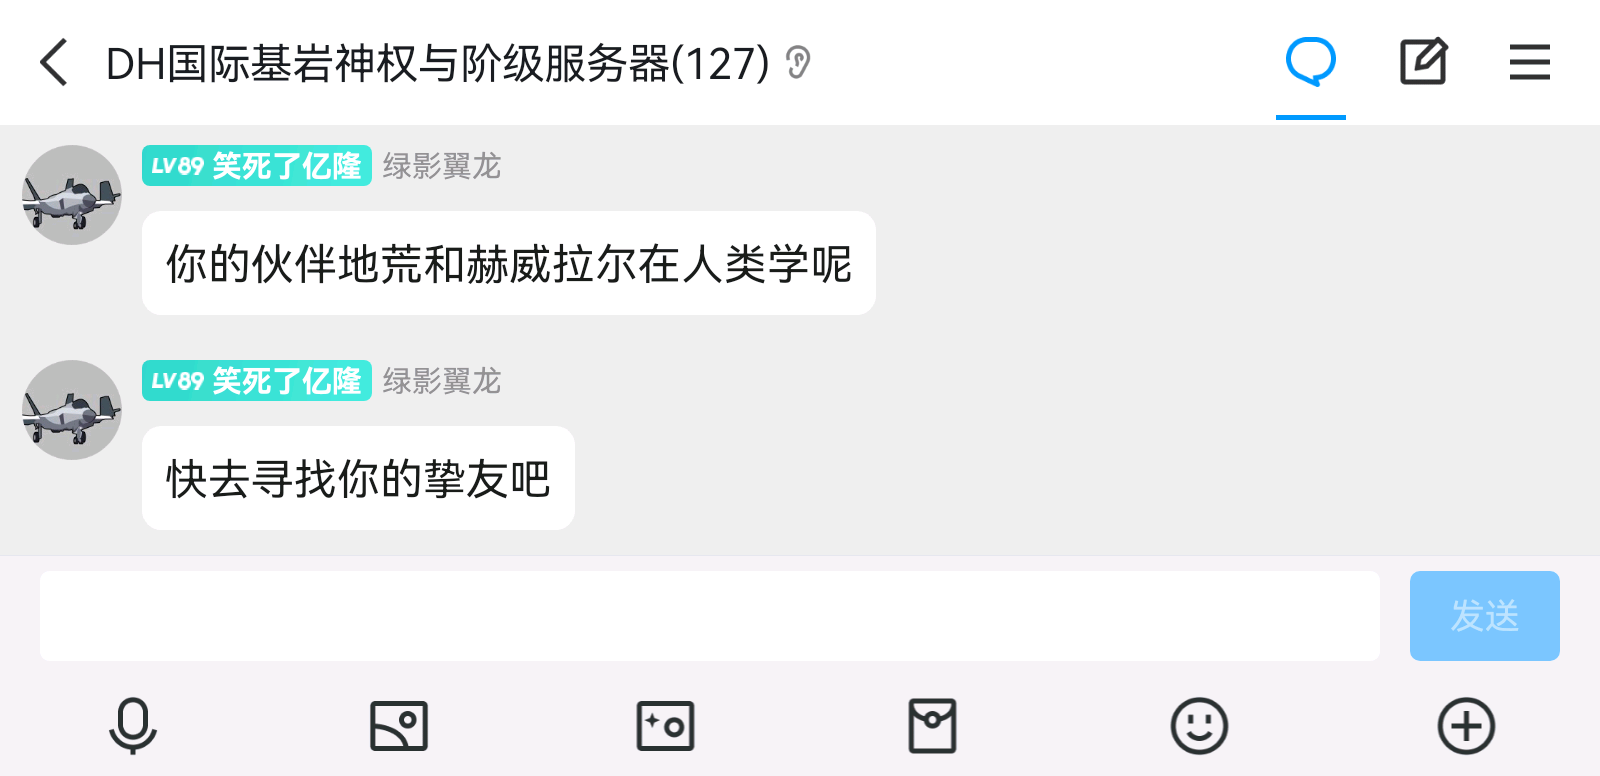 DH国际基岩神权与阶级服务器(127)
LV89 笑死了亿隆 绿影翼龙
你的伙伴地荒和赫威拉尔在人类学呢
LV89 笑死了亿隆 绿影翼龙
快去寻找你的挚友吧
发送